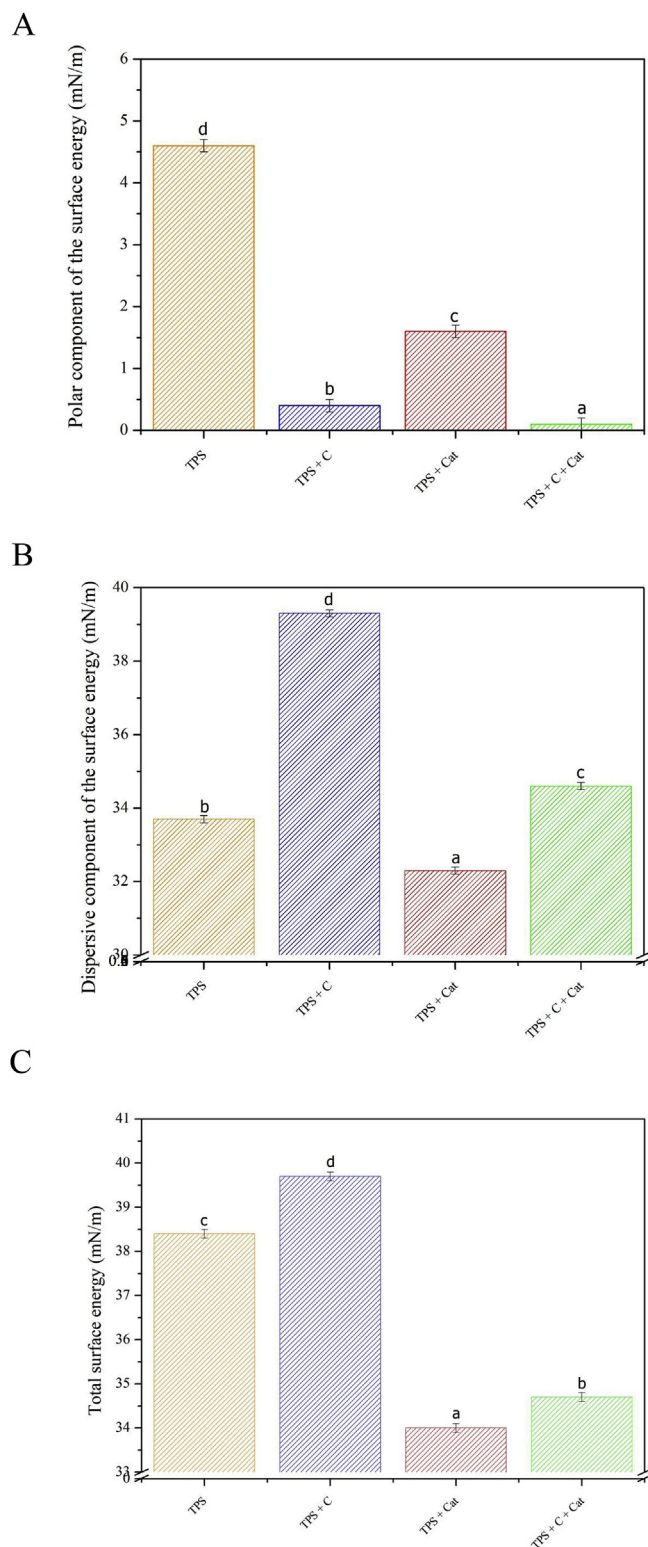 A
Polar component of the surface energy (mN/m)
6
5
4
2
1
0
d
b
c
a
TPS
TPS + C
TPS + Cat
TPS + C + Cat
B
Dispersive component of the surface energy (mN/m)
40
38
36
34
32
30
b
d
a
c
TPS
TPS + C
TPS + Cat
TPS + C + Cat
C
Total surface energy (mN/m)
41
40
39
38
37
36
35
34
33
0
c
d
a
b
TPS
TPS + C
TPS + Cat
TPS + C + Cat